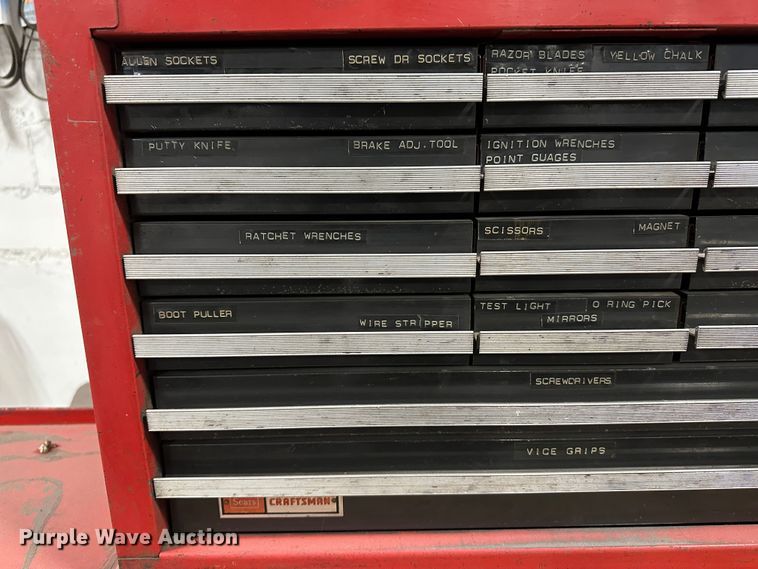 ALLEN SOCKETS
SCREW DR SOCKETS
RAZOR BLADES
YELLOW CHALK
POCKET KNIFE
PUTTY KNIFE
BRAKE ADJ.TOOL
IGNITION WRENCHES
POINT GUAGES
RATCHET WRENCHES
SCISSORS
MAGNET
BOOT PULLER
WIRE STRIPPER
TEST LIGHT
O RING PICK
MIRRORS
SCREWDRIVERS
VICE GRIPS
Sears
CRAFTSMAN
Purple Wave Auction